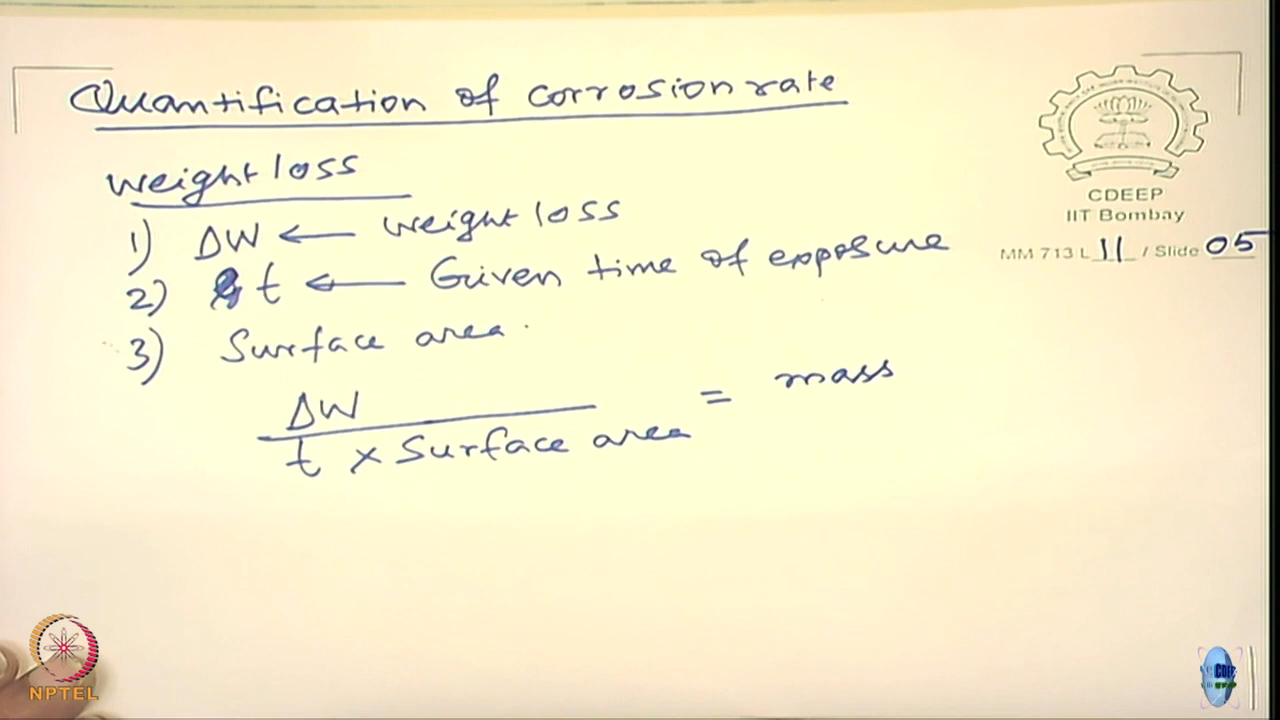 Quantification of corrosion rate
weight loss
1) ΔW ← weight loss
2) t ← Given time of exposure
3) Surface area.
ΔW
= mass
t × Surface area
CDEEP
IIT Bombay
MM 713 L 11 / Slide 05
NPTEL
CDEEP